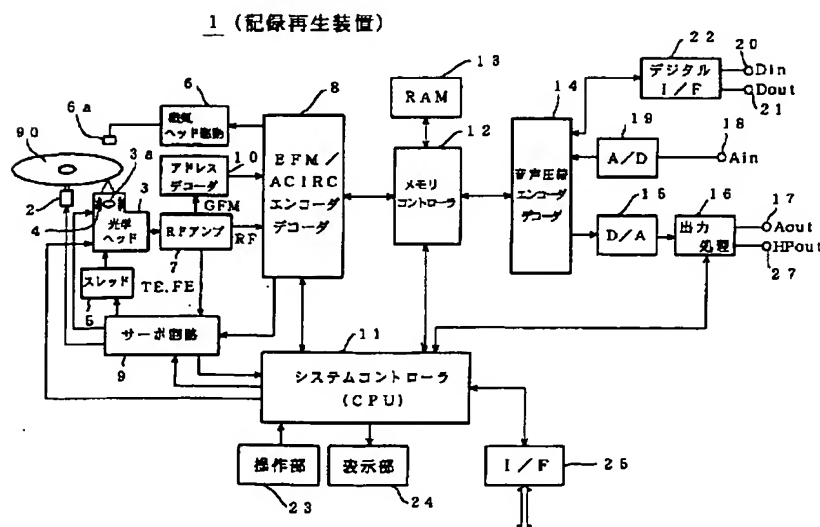 1 (記録再生装置)
22
20
デジタル
I/F
Din
Dout
21
13
RAM
14
8
6
6a
磁気
ヘッド駆動
12
19
18
A/D
Ain
90
3a
10
アドレス
デコーダ
EFM/
ACIRC
エンコーダ
デコーダ
メモリ
コントローラ
音声圧縮
エンコーダ
デコーダ
3
2
4
光学
ヘッド
GFM
RFアンプ
RF
7
15
D/A
16
出力
処理
17
Aout
HPout
27
スレッド
5
TE.FE
サーボ回路
9
11
システムコントローラ
(CPU)
操作部
23
表示部
24
I/F
25